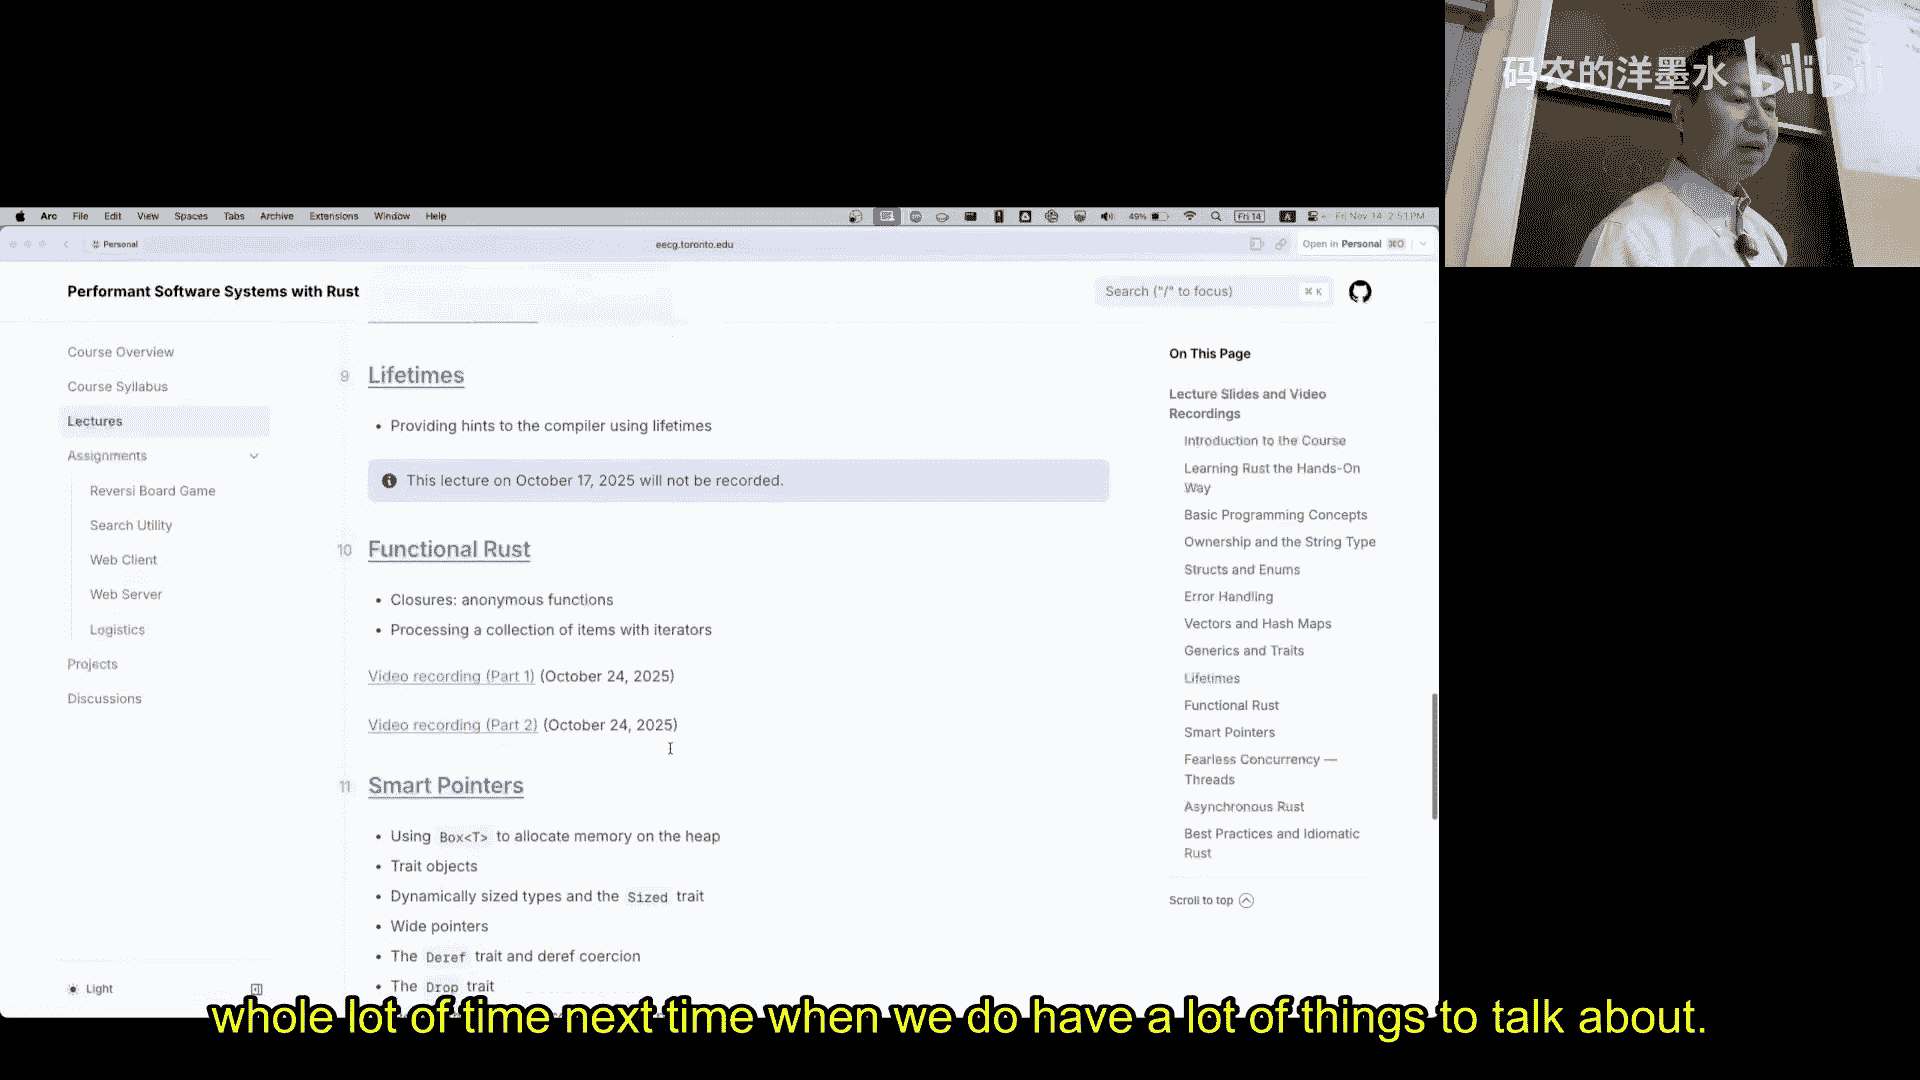 码农的洋墨水 bilibili
Arc File Edit View Spaces Tabs Archive Extensions Window Help
49% Fri 14 A Fri Nov 14 2:51 PM
Personal
eecg.toronto.edu
Open in Personal ⌘O
Performant Software Systems with Rust
Search ("/" to focus) ⌘ K
Course Overview
Course Syllabus
Lectures
Assignments
Reversi Board Game
Search Utility
Web Client
Web Server
Logistics
Projects
Discussions
Light
9 Lifetimes
• Providing hints to the compiler using lifetimes
This lecture on October 17, 2025 will not be recorded.
10 Functional Rust
• Closures: anonymous functions
• Processing a collection of items with iterators
Video recording (Part 1) (October 24, 2025)
Video recording (Part 2) (October 24, 2025)
11 Smart Pointers
• Using Box<T> to allocate memory on the heap
• Trait objects
• Dynamically sized types and the Sized trait
• Wide pointers
• The Deref trait and deref coercion
• The Drop trait
On This Page
Lecture Slides and Video
Recordings
Introduction to the Course
Learning Rust the Hands-On
Way
Basic Programming Concepts
Ownership and the String Type
Structs and Enums
Error Handling
Vectors and Hash Maps
Generics and Traits
Lifetimes
Functional Rust
Smart Pointers
Fearless Concurrency —
Threads
Asynchronous Rust
Best Practices and Idiomatic
Rust
Scroll to top
whole lot of time next time when we do have a lot of things to talk about.